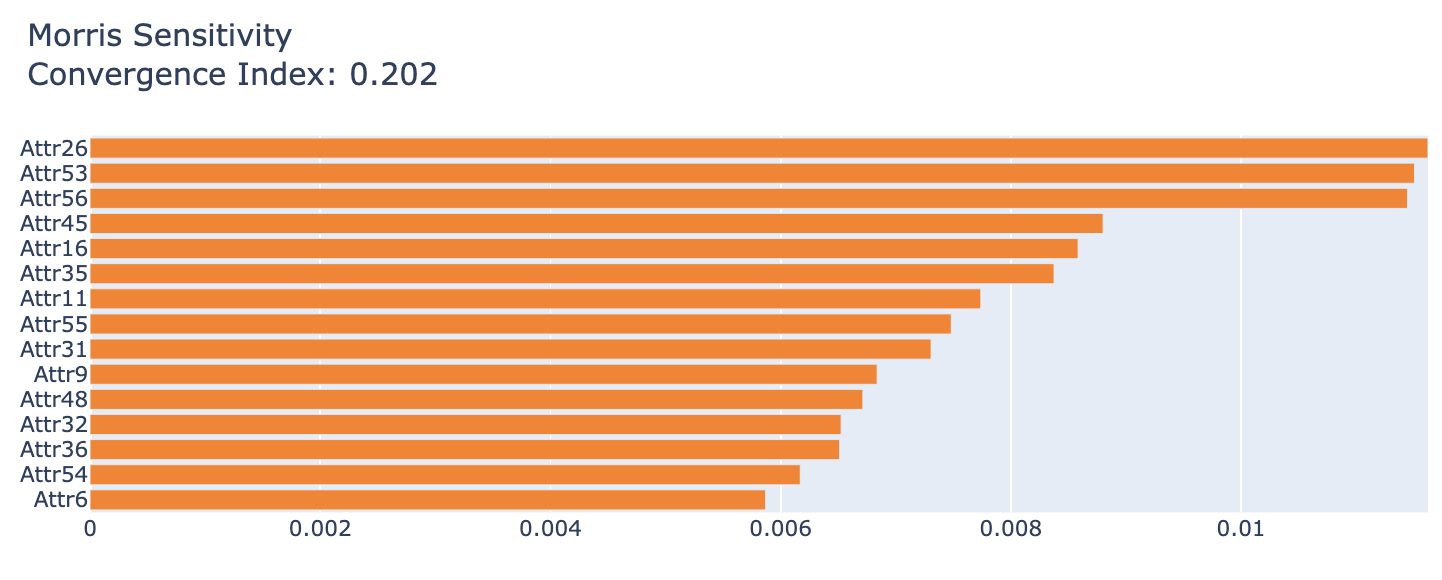 Morris Sensitivity
Convergence Index: 0.202
Attr26
Attr53
Attr56
Attr45
Attr16
Attr35
Attr11
Attr55
Attr31
Attr9
Attr48
Attr32
Attr36
Attr54
Attr6
0 0.002 0.004 0.006 0.008 0.01